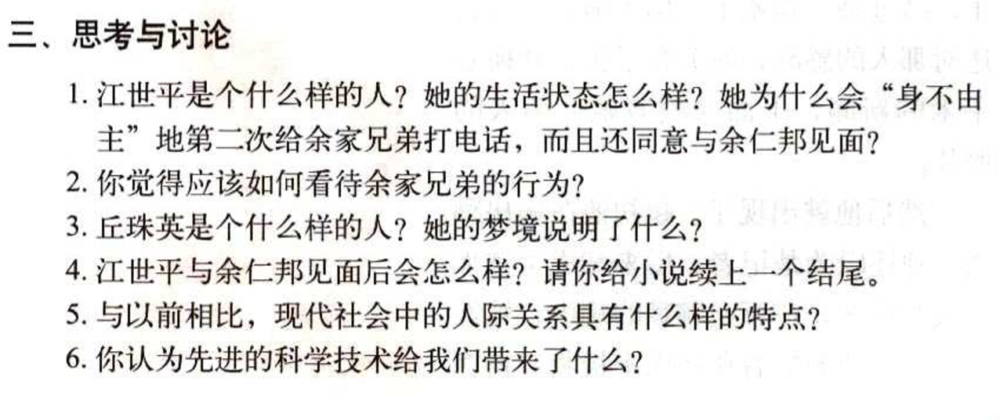 三、思考与讨论
1. 江世平是个什么样的人？她的生活状态怎么样？她为什么会“身不由
主”地第二次给余家兄弟打电话，而且还同意与余仁邦见面？
2. 你觉得应该如何看待余家兄弟的行为？
3. 丘珠英是个什么样的人？她的梦境说明了什么？
4. 江世平与余仁邦见面后会怎么样？请你给小说续上一个结尾。
5. 与以前相比，现代社会中的人际关系具有什么样的特点？
6. 你认为先进的科学技术给我们带来了什么？